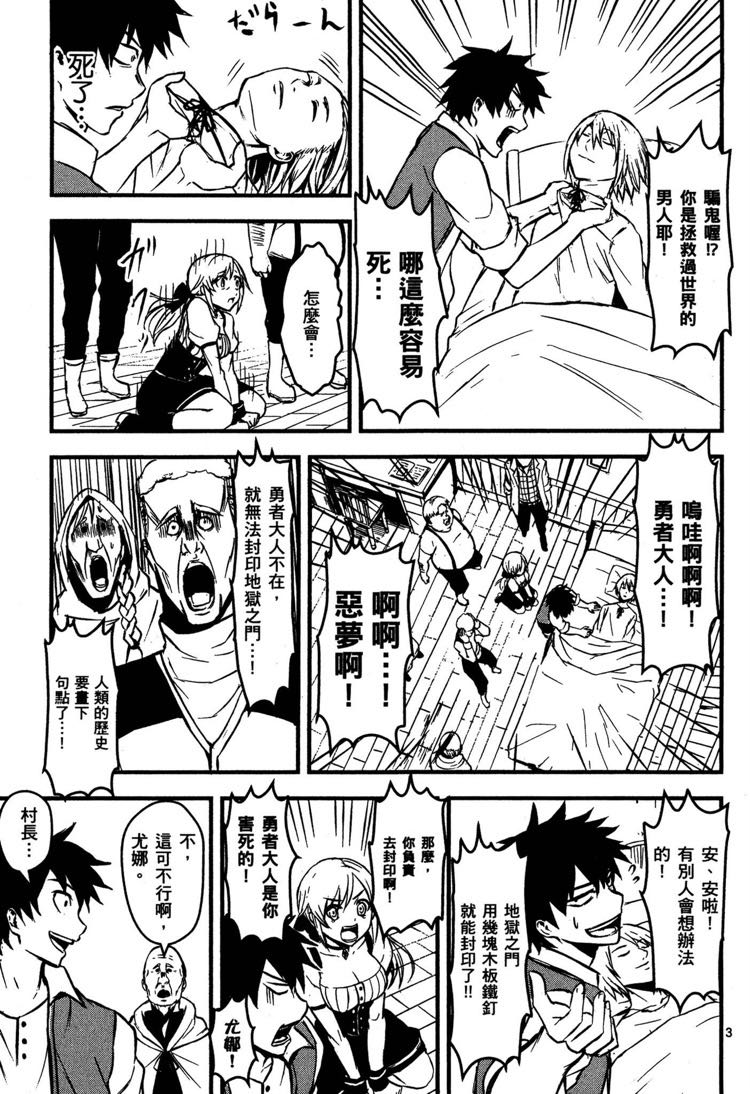 騙鬼喔!?
你是拯救過世界的
男人耶!
哪這麼容易
死…
だらーん
死了…
怎麼會…
ガッ
嗚哇啊啊啊!
勇者大人…!
啊啊…!
惡夢啊!
勇者大人不在,
就無法封印地獄之門…!
人類的歷史
要畫下
句點了…!
安、安啦!
有別人會想辦法
的!
地獄之門
用幾塊木板鐵釘
就能封印了!!
那麼,
你負責
去封印啊!
勇者大人是你
害死的!
尤娜!
不,
這可不行啊,
尤娜。
村長…
3